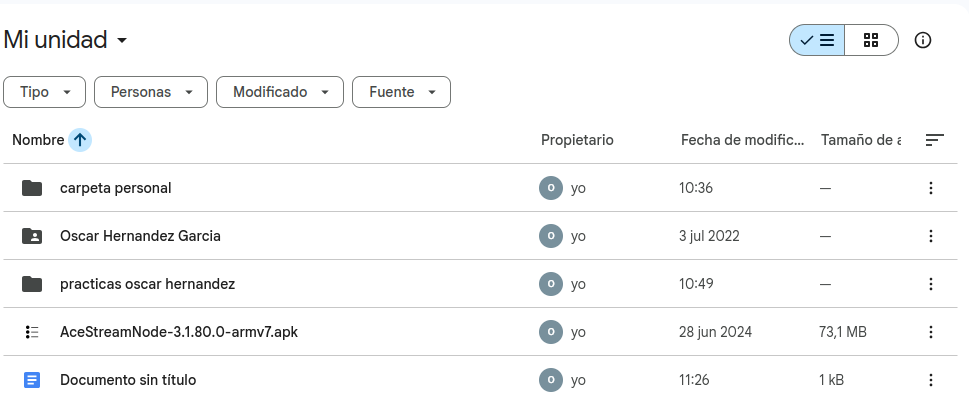 Mi unidad
Tipo Personas Modificado Fuente
Nombre Propietario Fecha de modific... Tamaño de a
carpeta personal O yo 10:36 —
Oscar Hernandez Garcia O yo 3 jul 2022 —
practicas oscar hernandez O yo 10:49 —
AceStreamNode-3.1.80.0-armv7.apk O yo 28 jun 2024 73,1 MB
Documento sin título O yo 11:26 1 kB